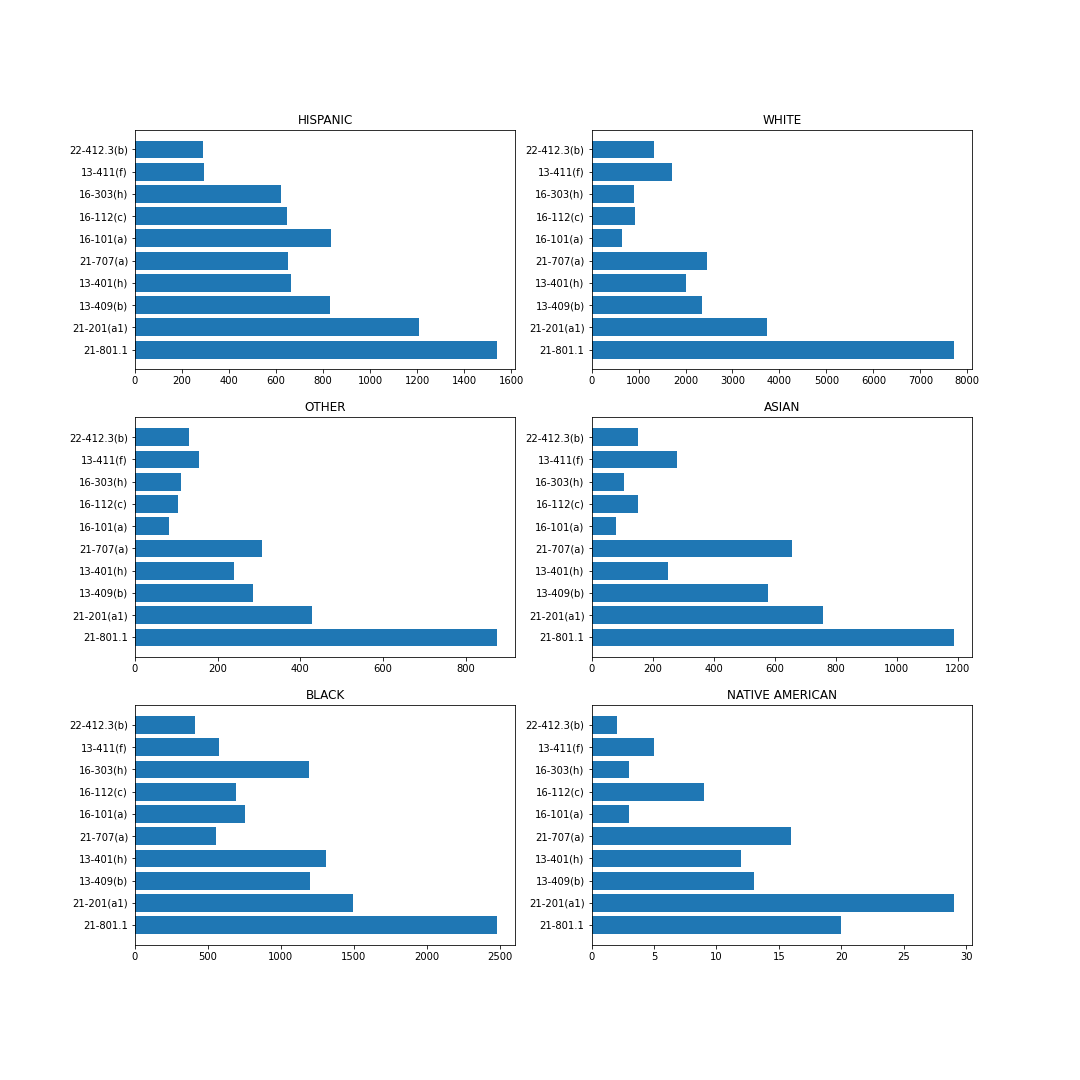 HISPANIC
22-412.3(b)
13-411(f)
16-303(h)
16-112(c)
16-101(a)
21-707(a)
13-401(h)
13-409(b)
21-201(a1)
21-801.1
0 200 400 600 800 1000 1200 1400 1600
WHITE
22-412.3(b)
13-411(f)
16-303(h)
16-112(c)
16-101(a)
21-707(a)
13-401(h)
13-409(b)
21-201(a1)
21-801.1
0 1000 2000 3000 4000 5000 6000 7000 8000
OTHER
22-412.3(b)
13-411(f)
16-303(h)
16-112(c)
16-101(a)
21-707(a)
13-401(h)
13-409(b)
21-201(a1)
21-801.1
0 200 400 600 800
ASIAN
22-412.3(b)
13-411(f)
16-303(h)
16-112(c)
16-101(a)
21-707(a)
13-401(h)
13-409(b)
21-201(a1)
21-801.1
0 200 400 600 800 1000 1200
BLACK
22-412.3(b)
13-411(f)
16-303(h)
16-112(c)
16-101(a)
21-707(a)
13-401(h)
13-409(b)
21-201(a1)
21-801.1
0 500 1000 1500 2000 2500
NATIVE AMERICAN
22-412.3(b)
13-411(f)
16-303(h)
16-112(c)
16-101(a)
21-707(a)
13-401(h)
13-409(b)
21-201(a1)
21-801.1
0 5 10 15 20 25 30